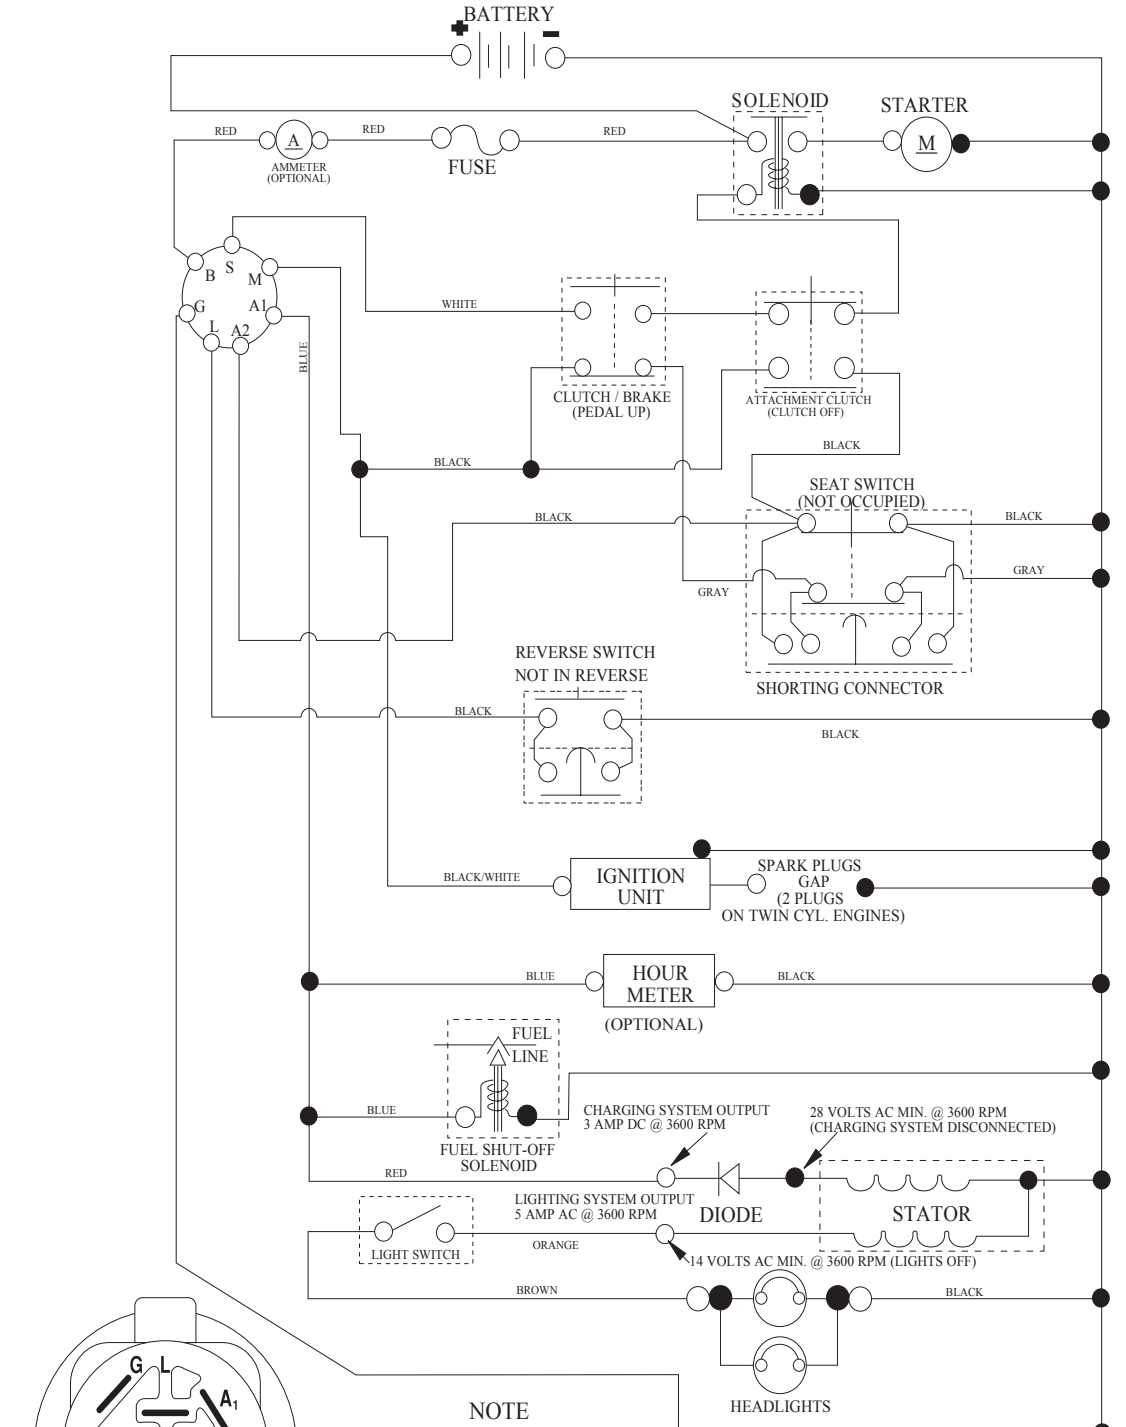 BATTERY
SOLENOID
STARTER
RED
A
RED
RED
M
AMMETER
(OPTIONAL)
FUSE
B
S
M
G
A1
L
A2
WHITE
BLUE
CLUTCH / BRAKE
(PEDAL UP)
ATTACHMENT CLUTCH
(CLUTCH OFF)
BLACK
BLACK
SEAT SWITCH
(NOT OCCUPIED)
BLACK
BLACK
GRAY
GRAY
REVERSE SWITCH
NOT IN REVERSE
SHORTING CONNECTOR
BLACK
BLACK
BLACK/WHITE
IGNITION
UNIT
SPARK PLUGS
GAP
(2 PLUGS
ON TWIN CYL. ENGINES)
BLUE
HOUR
METER
BLACK
(OPTIONAL)
FUEL
LINE
BLUE
FUEL SHUT-OFF
SOLENOID
CHARGING SYSTEM OUTPUT
3 AMP DC @ 3600 RPM
28 VOLTS AC MIN. @ 3600 RPM
(CHARGING SYSTEM DISCONNECTED)
RED
LIGHTING SYSTEM OUTPUT
5 AMP AC @ 3600 RPM
DIODE
STATOR
LIGHT SWITCH
ORANGE
14 VOLTS AC MIN. @ 3600 RPM (LIGHTS OFF)
BROWN
BLACK
HEADLIGHTS
G L
A1
NOTE